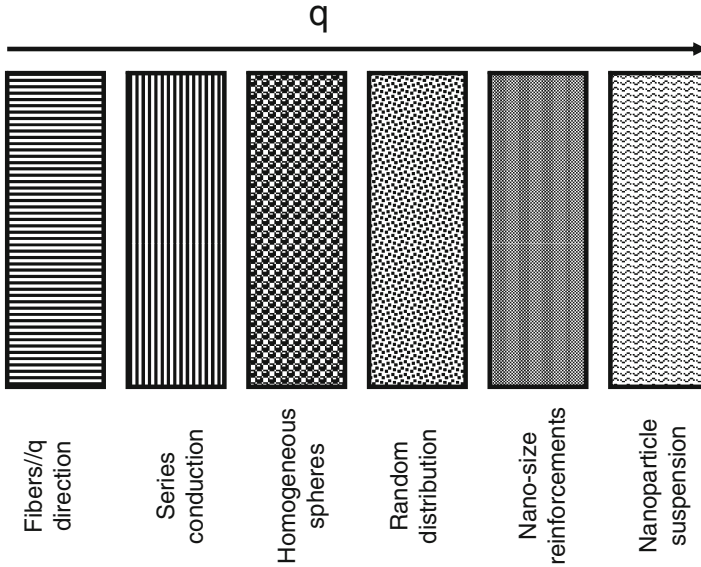 q
Fibers//q
direction
Series
conduction
Homogeneous
spheres
Random
distribution
Nano-size
reinforcements
Nanoparticle
suspension